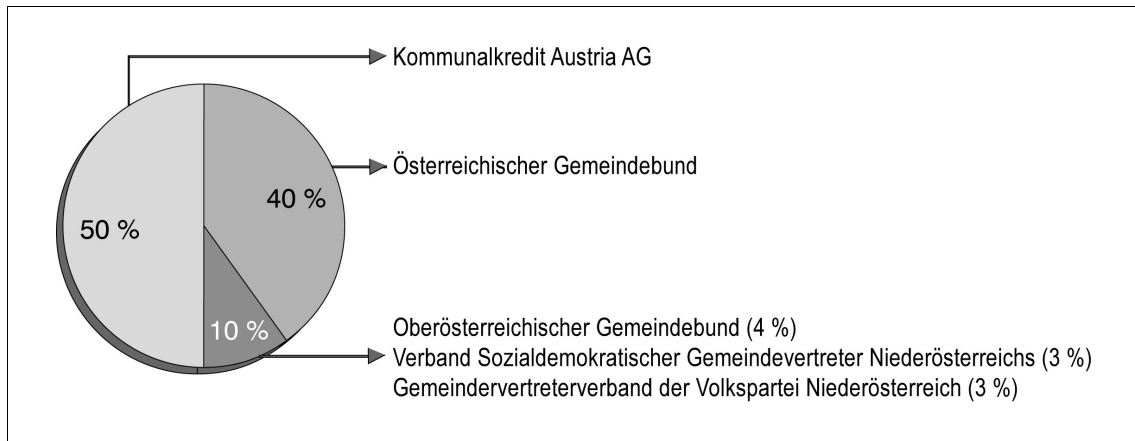 Kommunalkredit Austria AG
Österreichischer Gemeindebund
40 %
50 %
10 %
Oberösterreichischer Gemeindebund (4 %)
Verband Sozialdemokratischer Gemeindevertreter Niederösterreichs (3 %)
Gemeindervertreterverband der Volkspartei Niederösterreich (3 %)